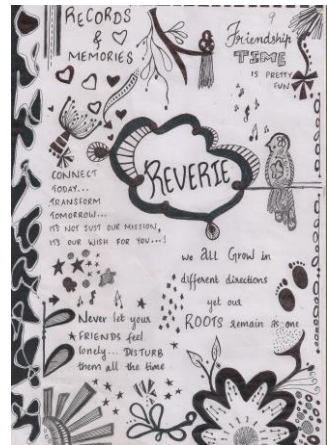 RECORDS
&
MEMORIES
9
Friendship
TIME
IS PRETTY
FUN
REVERIE
CONNECT
TODAY...
TRANSFORM
TOMORROW...
IT'S NOT JUST OUR MISSION,
IT'S OUR WISH FOR YOU...!
we all Grow in
different directions
yet our
ROOTS remain as one
Never let your
FRIENDS feel
lonely... DISTURB
them all the time